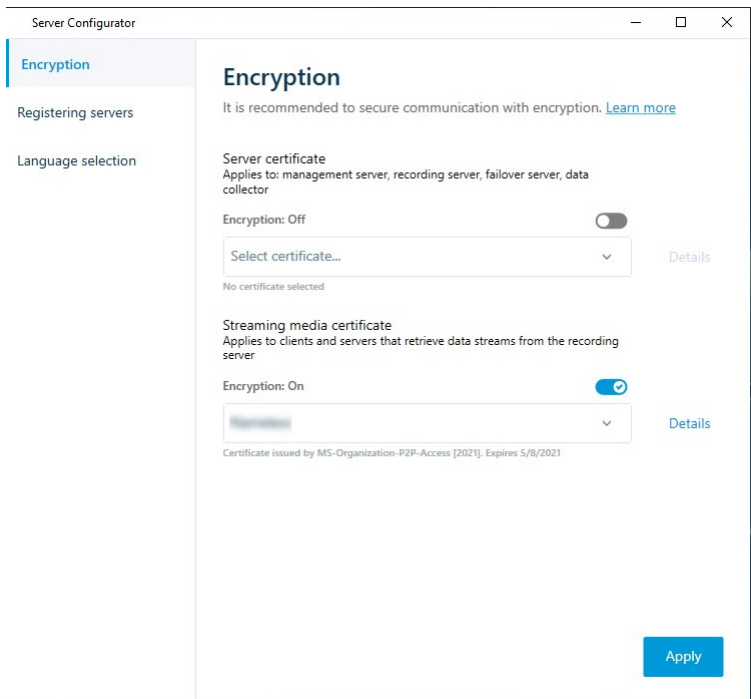 Server Configurator
Encryption
Registering servers
Language selection
Encryption
It is recommended to secure communication with encryption. Learn more
Server certificate
Applies to: management server, recording server, failover server, data
collector
Encryption: Off
Select certificate...
Details
No certificate selected
Streaming media certificate
Applies to clients and servers that retrieve data streams from the recording
server
Encryption: On
Details
Certificate issued by MS-Organization-P2P-Access [2021]. Expires 5/8/2021
Apply